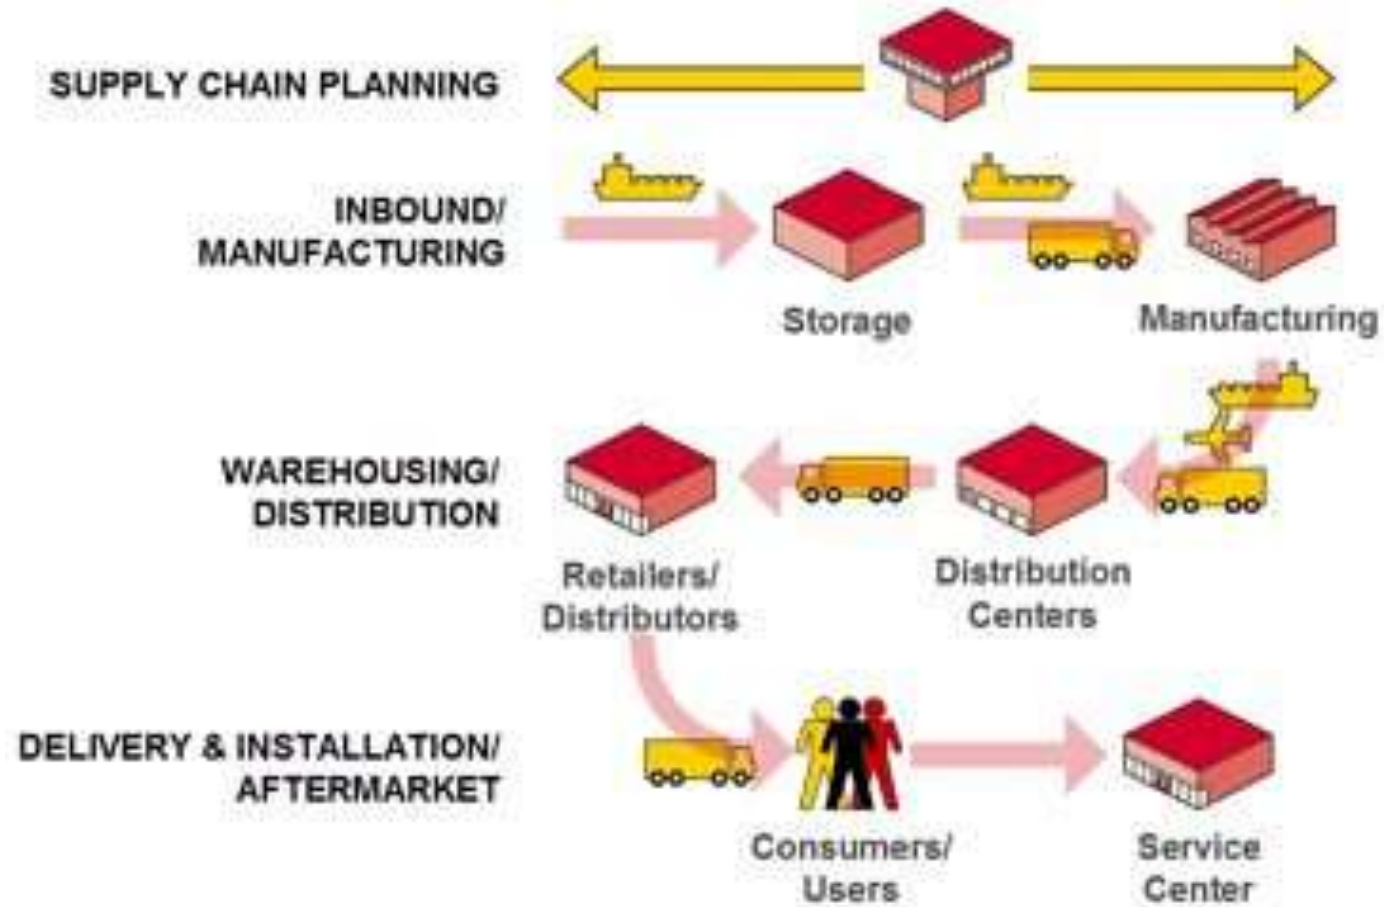 SUPPLY CHAIN PLANNING
INBOUND/
MANUFACTURING
Storage
Manufacturing
WAREHOUSING/
DISTRIBUTION
Retailers/
Distributors
Distribution
Centers
DELIVERY & INSTALLATION/
AFTERMARKET
Consumers/
Users
Service
Center